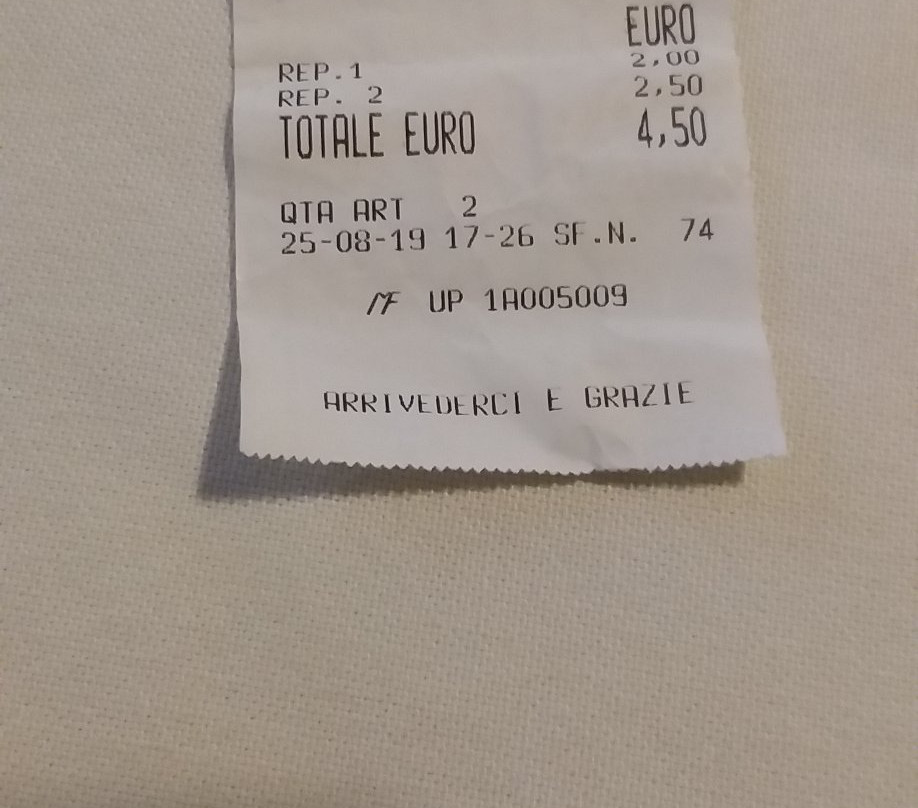 EURO
REP.1 2,00
REP. 2 2,50
TOTALE EURO 4,50
QTA ART 2
25-08-19 17-26 SF.N. 74
MF UP 1A005009
ARRIVEDERCI E GRAZIE